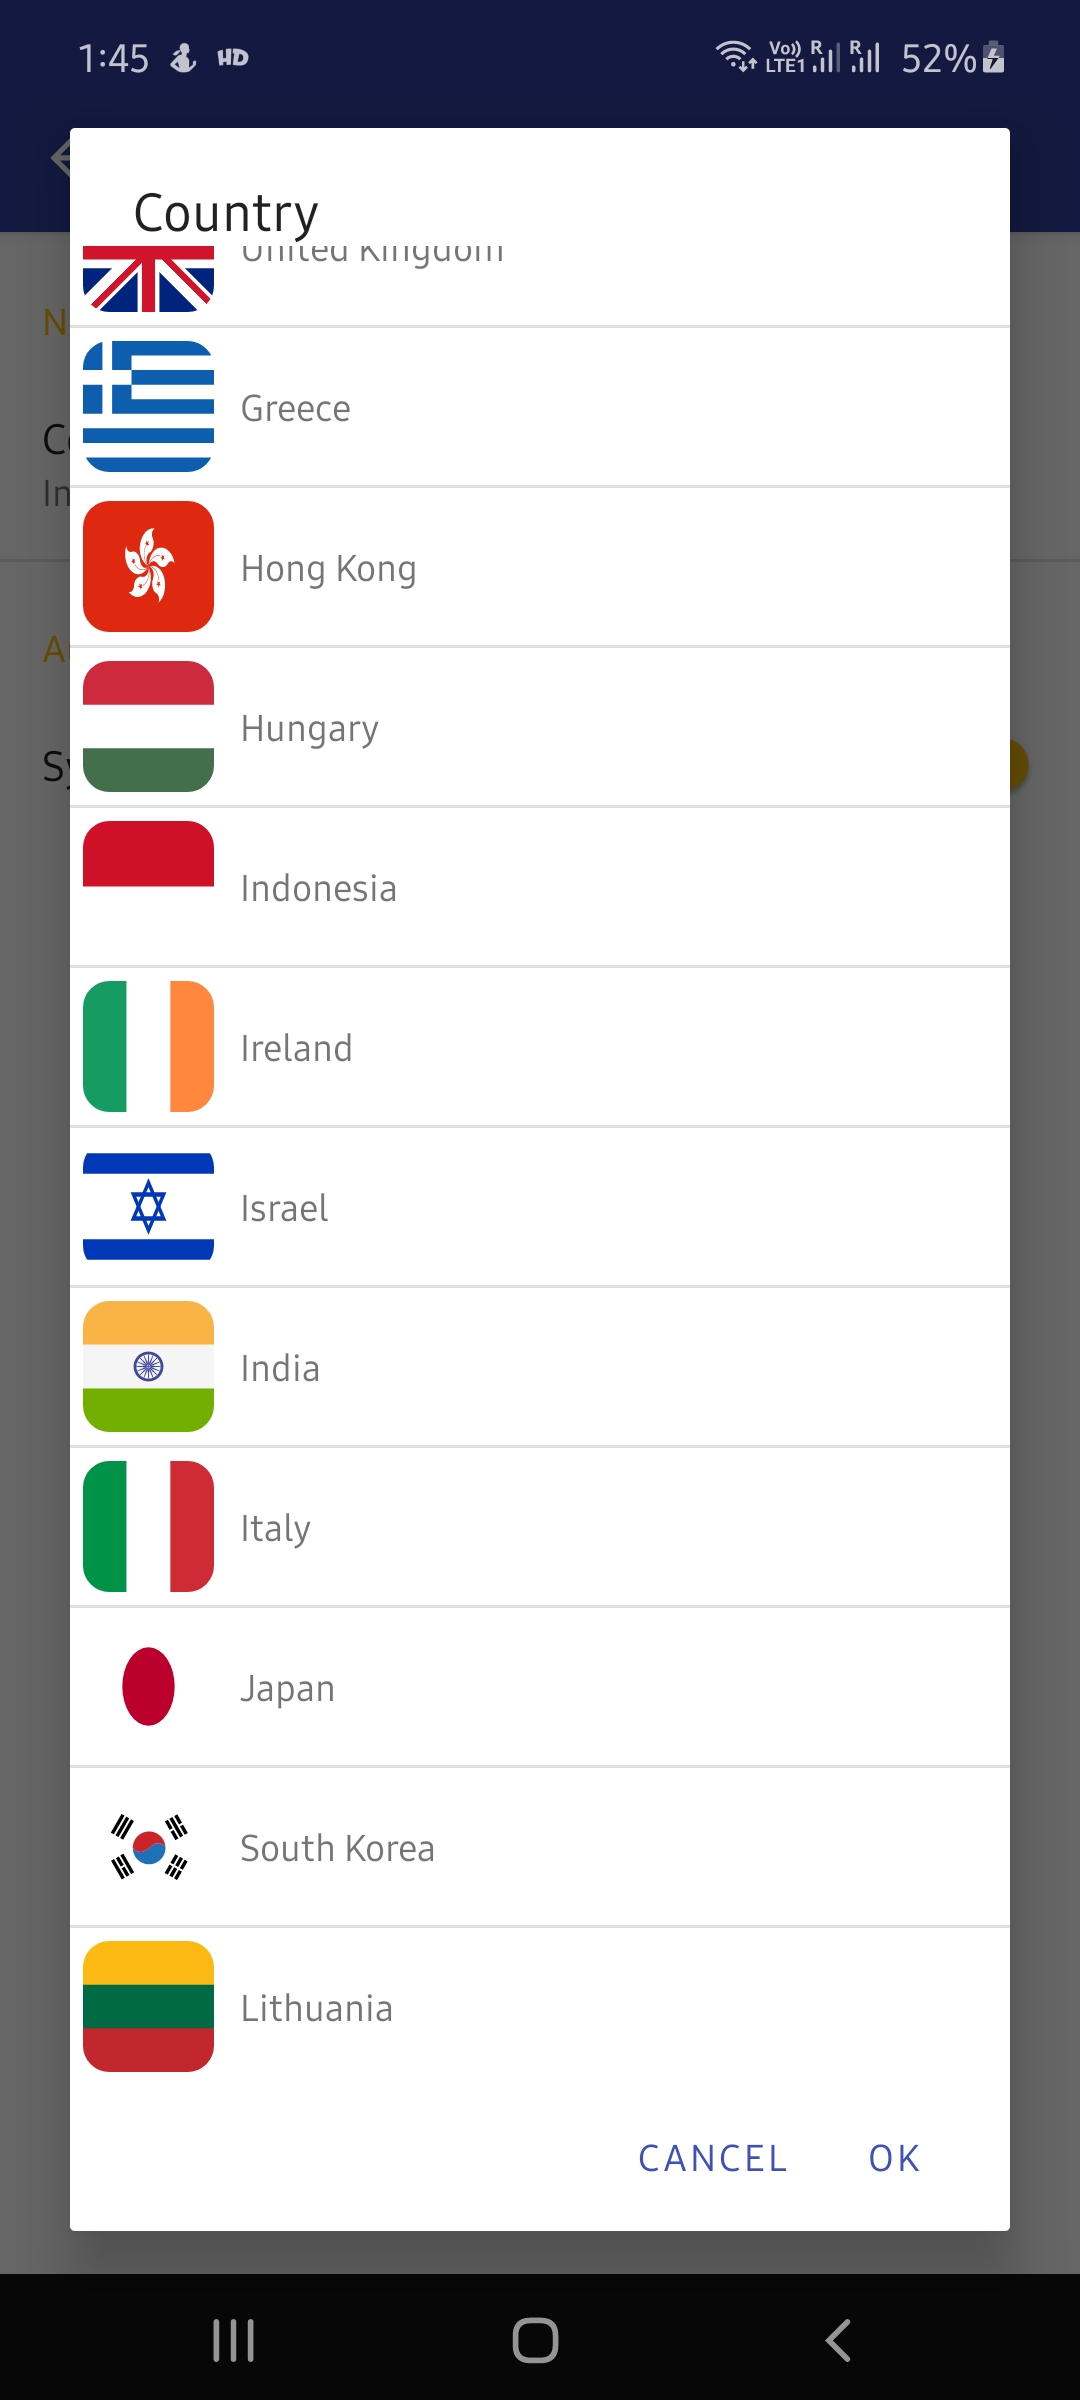 1:45 HD Vo)) LTE1 R R 52%
Country
United Kingdom
Greece
Hong Kong
Hungary
Indonesia
Ireland
Israel
India
Italy
Japan
South Korea
Lithuania
CANCEL OK